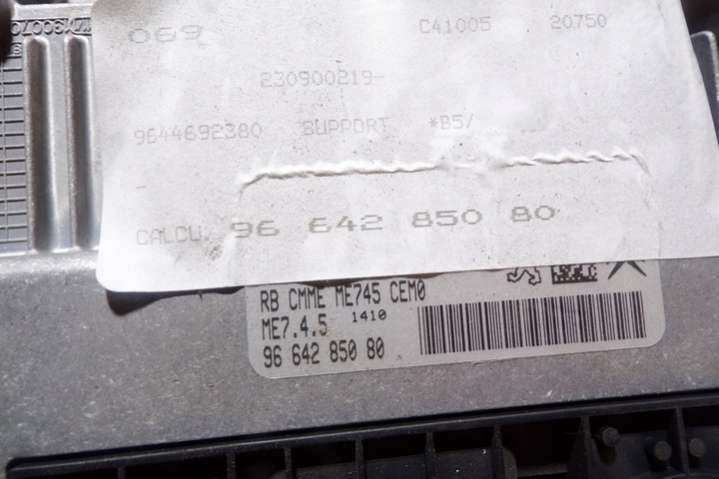 069 C41005 20750
230900219-
9644692380 SUPPORT *B5/
-
CALCU. 96 642 850 80
RB CMME ME745 CEM0
ME7.4.5 1410
96 642 850 80